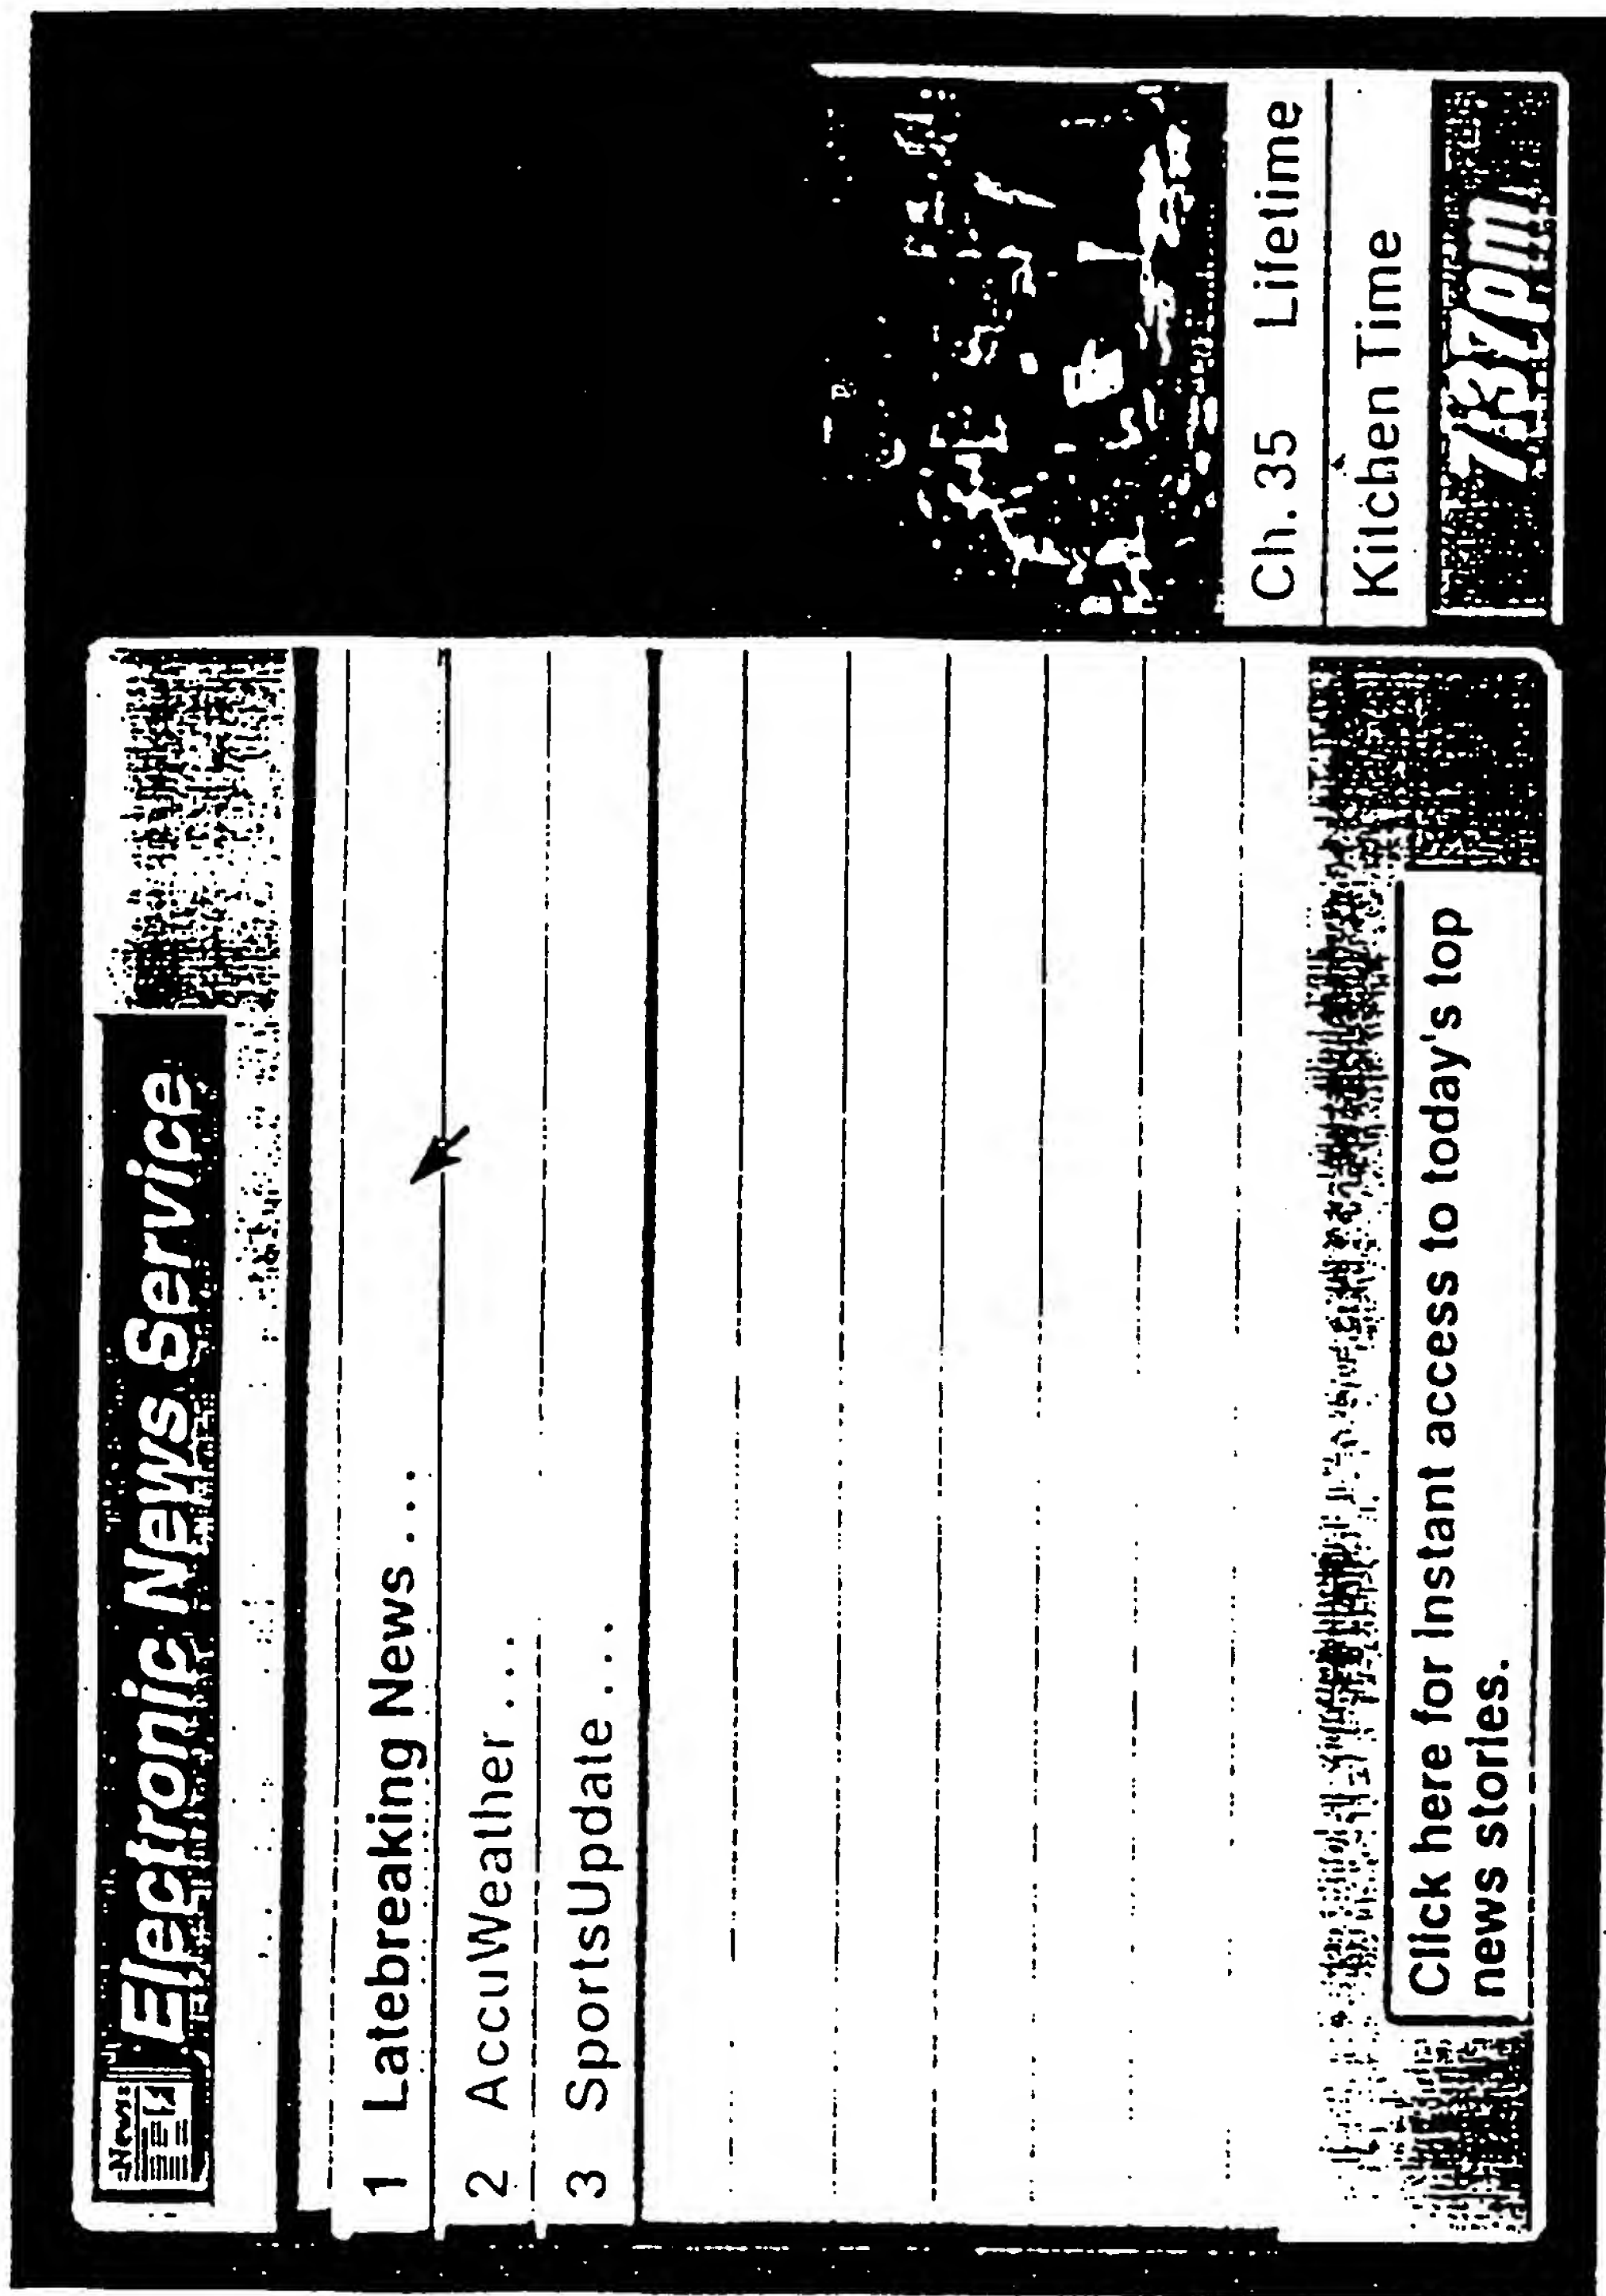 News
Electronic News Service
1 Latebreaking News...
2 AccuWeather...
3 SportsUpdate...
Click here for Instant access to today's top
news stories.
Ch. 35 Lifetime
Kitchen Time
7:37pm